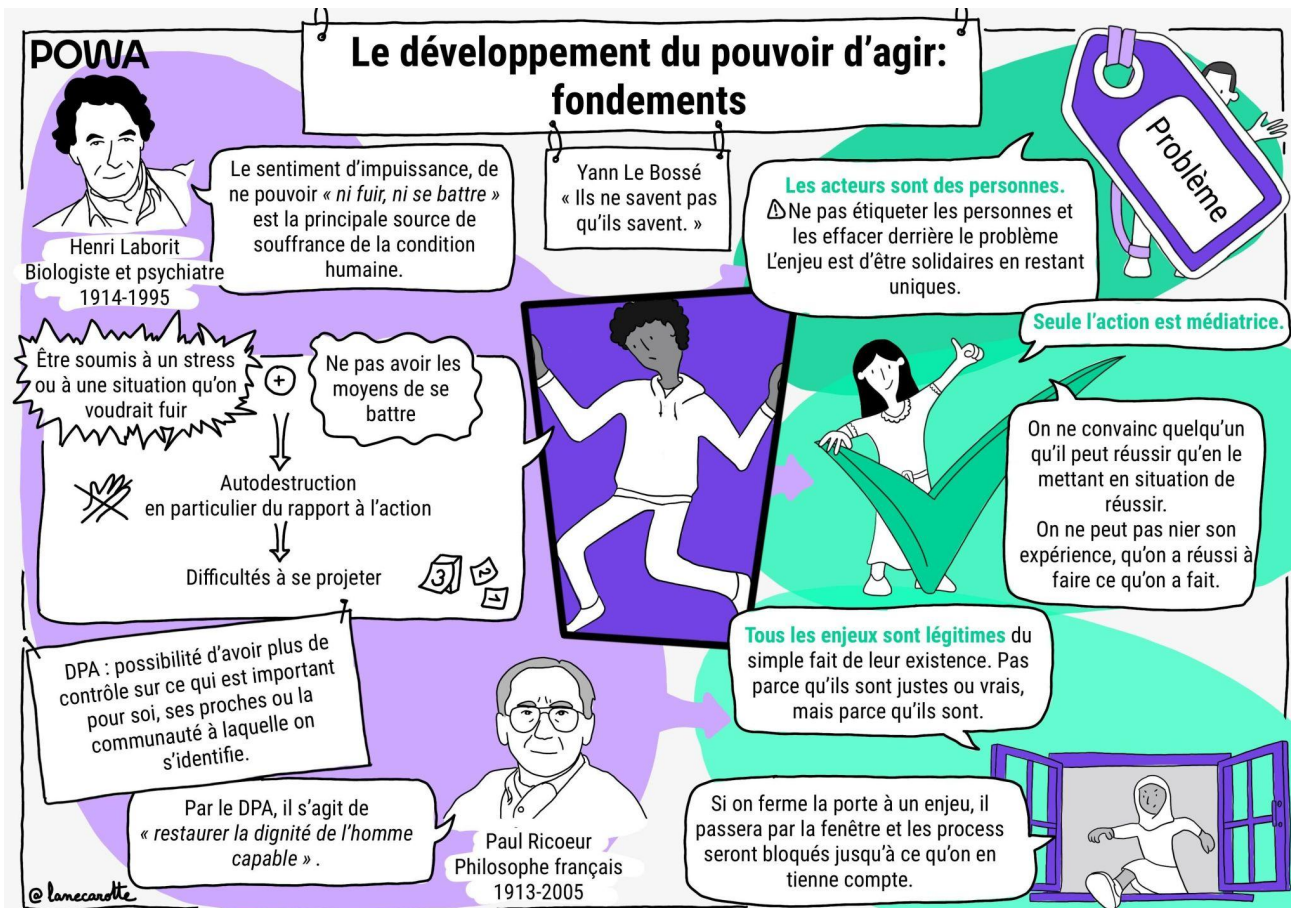 POWA
Le développement du pouvoir d'agir:
fondements
Henri Laborit
Biologiste et psychiatre
1914-1995
Le sentiment d'impuissance, de
ne pouvoir « ni fuir, ni se battre »
est la principale source de
souffrance de la condition
humaine.
Yann Le Bossé
« Ils ne savent pas
qu'ils savent. »
Les acteurs sont des personnes.
⚠Ne pas étiqueter les personnes et
les effacer derrière le problème
L'enjeu est d'être solidaires en restant
uniques.
Problème
Être soumis à un stress
ou à une situation qu'on
voudrait fuir
+
Ne pas avoir les
moyens de se
battre
Autodestruction
en particulier du rapport à l'action
Difficultés à se projeter
3
2
1
Seule l'action est médiatrice.
On ne convainc quelqu'un
qu'il peut réussir qu'en le
mettant en situation de
réussir.
On ne peut pas nier son
expérience, qu'on a réussi à
faire ce qu'on a fait.
DPA : possibilité d'avoir plus de
contrôle sur ce qui est important
pour soi, ses proches ou la
communauté à laquelle on
s'identifie.
Par le DPA, il s'agit de
« restaurer la dignité de l'homme
capable » .
Paul Ricoeur
Philosophe français
1913-2005
Tous les enjeux sont légitimes du
simple fait de leur existence. Pas
parce qu'ils sont justes ou vrais,
mais parce qu'ils sont.
Si on ferme la porte à un enjeu, il
passera par la fenêtre et les process
seront bloqués jusqu'à ce qu'on en
tienne compte.
@lanecarotte